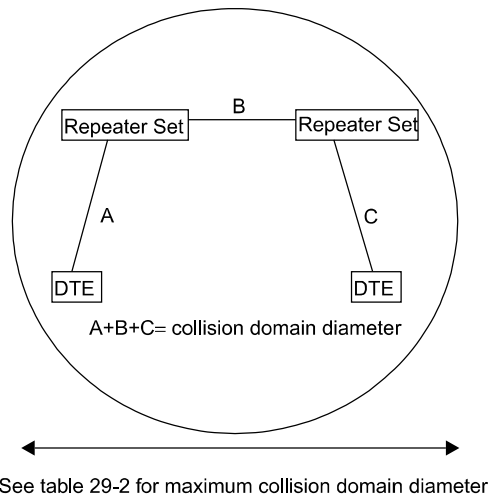 B
Repeater Set Repeater Set
A C
DTE DTE
A+B+C= collision domain diameter
See table 29-2 for maximum collision domain diameter